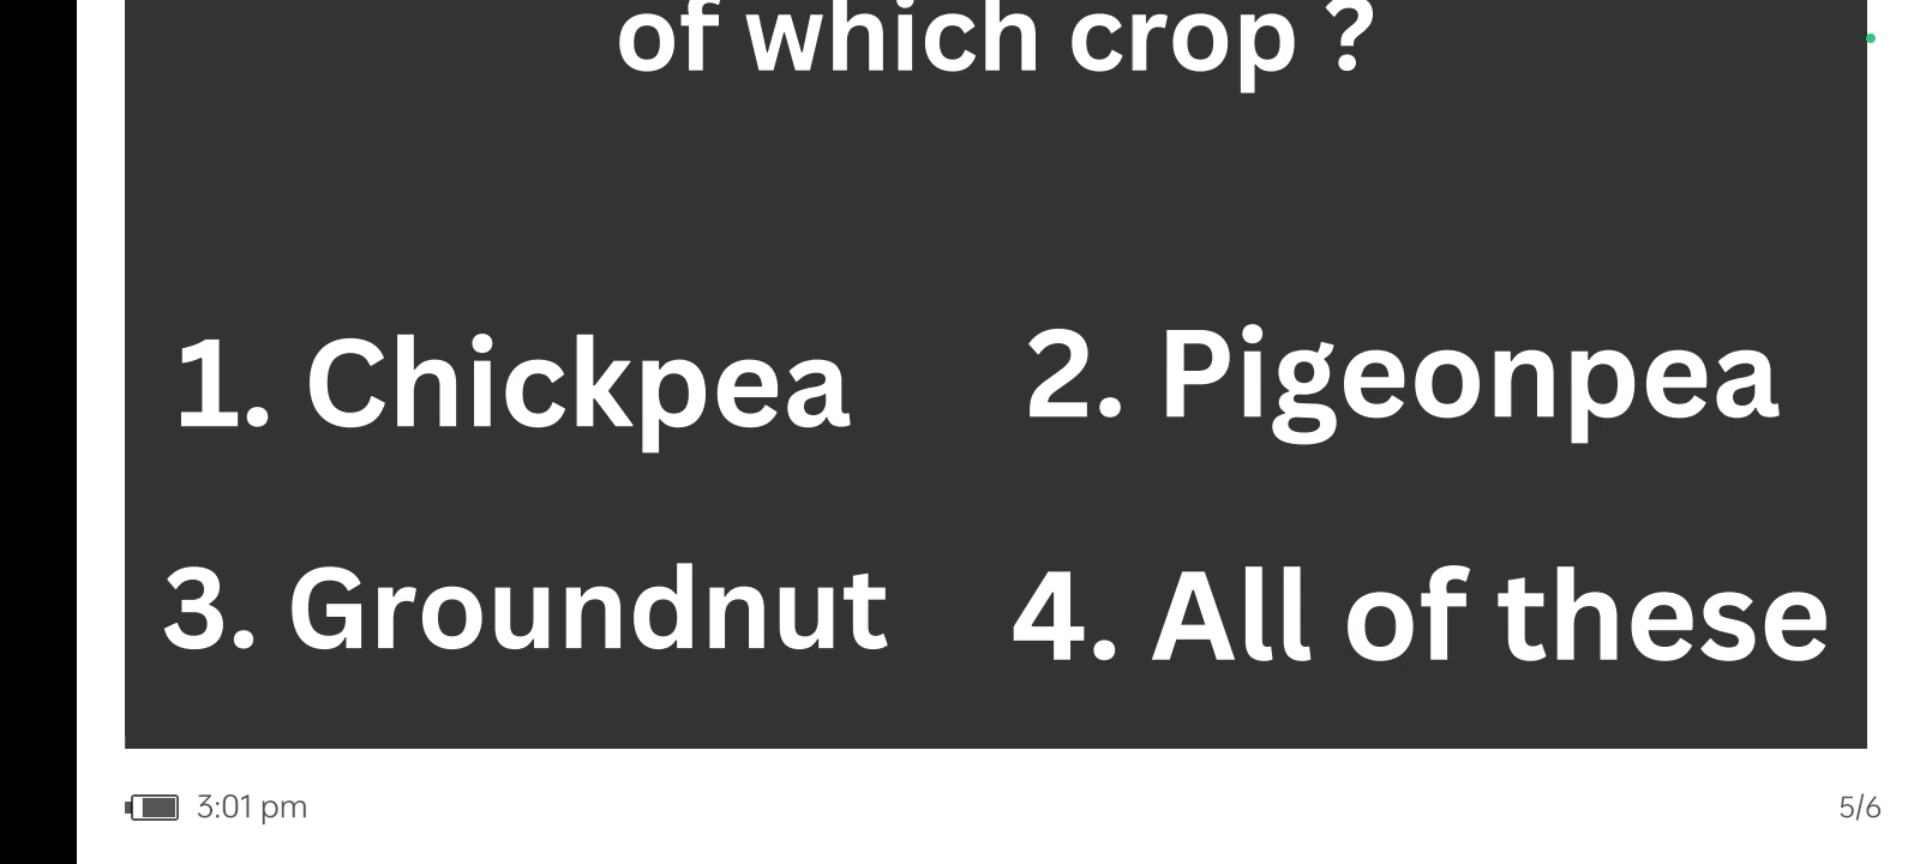 of which crop ?
1. Chickpea
2. Pigeonpea
3. Groundnut
4. All of these
3:01 pm
5/6